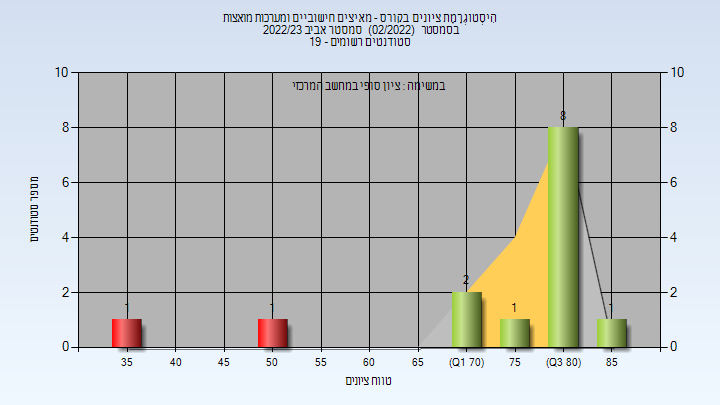 הִיסְטוֹגְרָמַת ציונים בקורס - מאיצים חישוביים ומערכות מואצות
בסמסטר (02/2022) סמסטר אביב 2022/23
סטודנטים רשומים - 19
במשימה : ציון סופי במחשב המרכזי
מספר סטודנטים
10 10
8 8
6 6
4 4
2 2
0 0
1 1 2 1 8 1
35 40 45 50 55 60 65 (Q1 70) 75 (Q3 80) 85
טווח ציונים